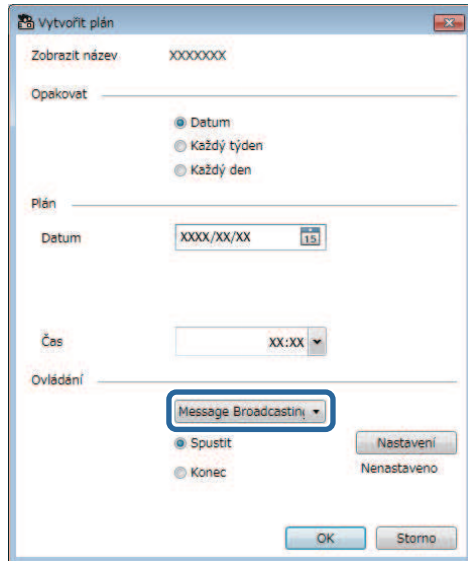 Vytvořit plán
Zobrazit název XXXXXXX
Opakovat
Datum
Každý týden
Každý den
Plán
Datum XXXX/XX/XX 15
Čas XX:XX
Ovládání
Message Broadcasting
Spustit Nastavení
Konec Nenastaveno
OK Storno